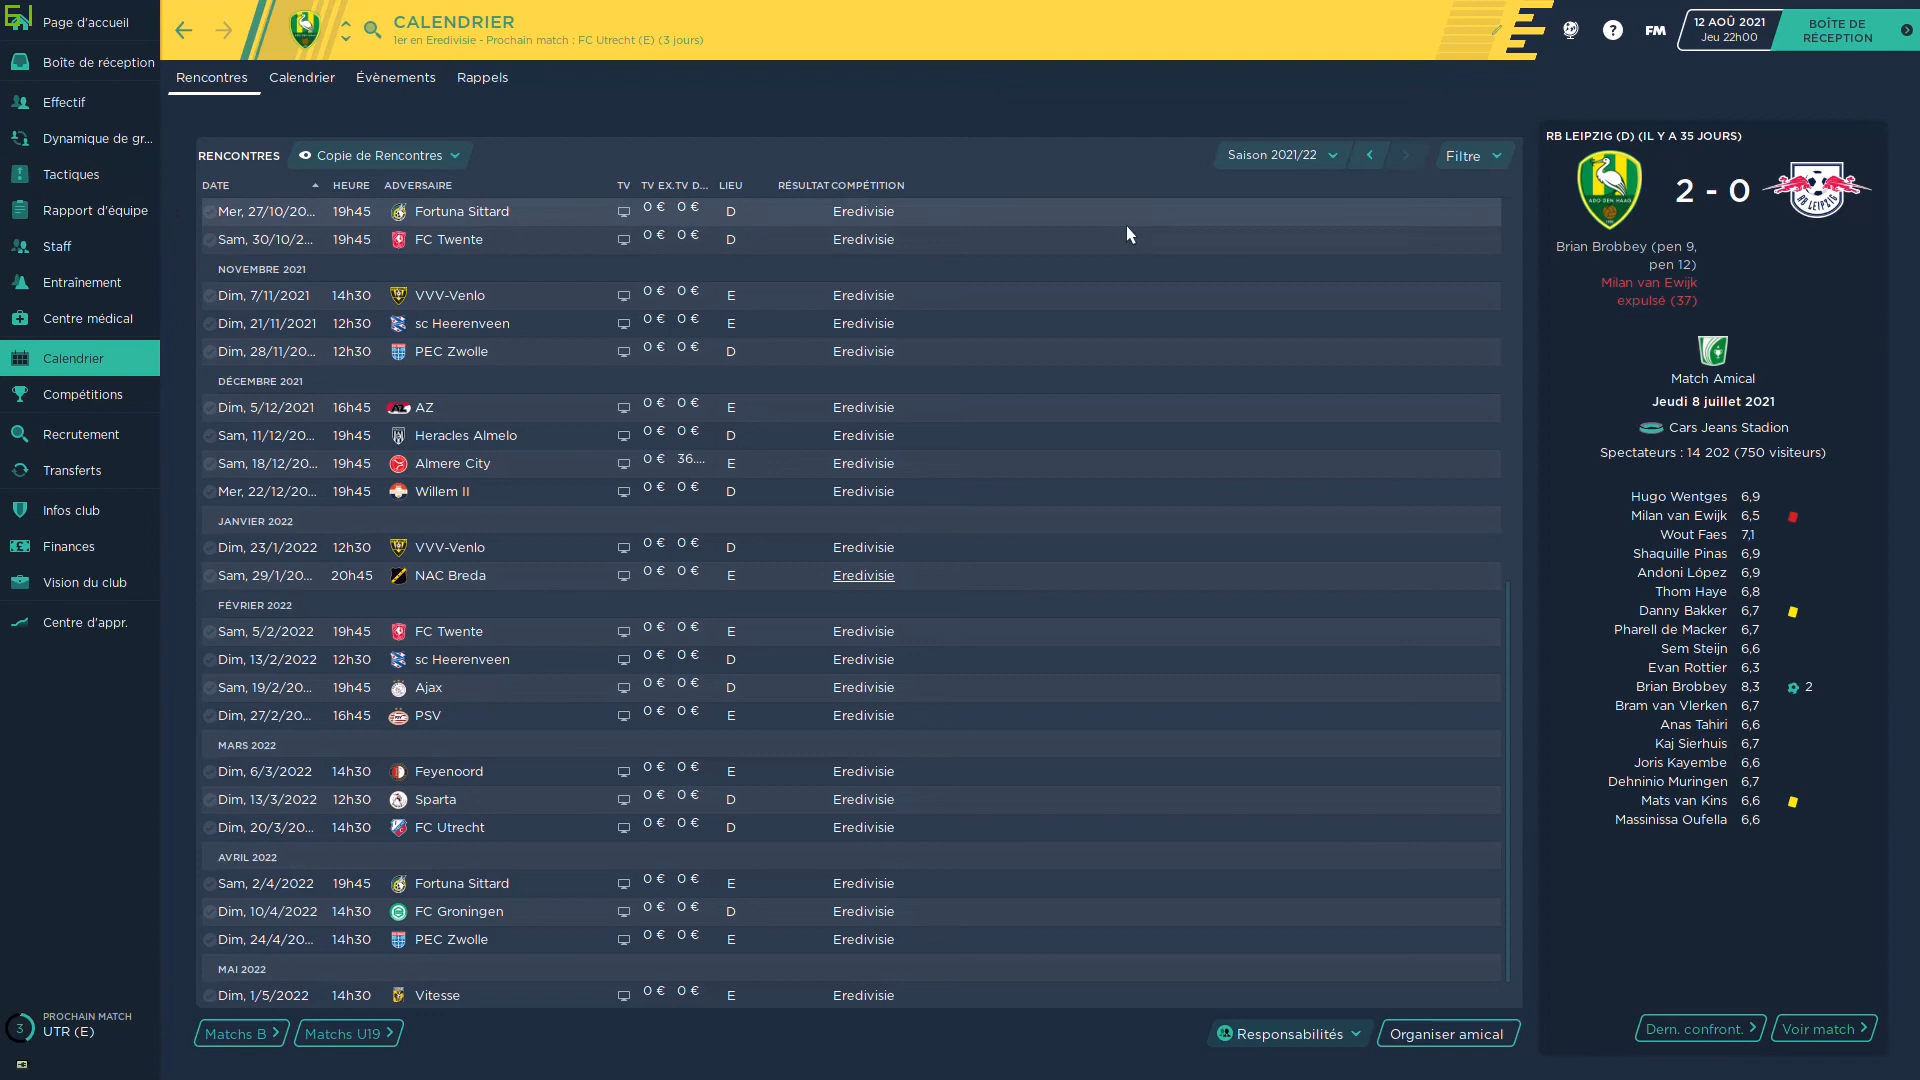 Page d'accueil
CALENDRIER
1er en Eredivisie - Prochain match : FC Utrecht (E) (3 jours)
FM
12 AOÛ 2021
Jeu 22h00
BOÎTE DE
RÉCEPTION
Boîte de réception
Effectif
Dynamique de gr...
Tactiques
Rapport d'équipe
Staff
Entraînement
Centre médical
Calendrier
Compétitions
Recrutement
Transferts
Infos club
Finances
Vision du club
Centre d'appr.
PROCHAIN MATCH
3 UTR (E)
Rencontres Calendrier Évènements Rappels
RENCONTRES Copie de Rencontres Saison 2021/22 Filtre
DATE HEURE ADVERSAIRE TV TV EX. TV D... LIEU RÉSULTAT COMPÉTITION
Mer, 27/10/20... 19h45 Fortuna Sittard 0 € 0 € D Eredivisie
Sam, 30/10/2... 19h45 FC Twente 0 € 0 € D Eredivisie
NOVEMBRE 2021
Dim, 7/11/2021 14h30 VVV-Venlo 0 € 0 € E Eredivisie
Dim, 21/11/2021 12h30 sc Heerenveen 0 € 0 € E Eredivisie
Dim, 28/11/20... 12h30 PEC Zwolle 0 € 0 € D Eredivisie
DÉCEMBRE 2021
Dim, 5/12/2021 16h45 AZ 0 € 0 € E Eredivisie
Sam, 11/12/20... 19h45 Heracles Almelo 0 € 0 € D Eredivisie
Sam, 18/12/20... 19h45 Almere City 0 € 36.... E Eredivisie
Mer, 22/12/20... 19h45 Willem II 0 € 0 € D Eredivisie
JANVIER 2022
Dim, 23/1/2022 12h30 VVV-Venlo 0 € 0 € D Eredivisie
Sam, 29/1/20... 20h45 NAC Breda 0 € 0 € E Eredivisie
FÉVRIER 2022
Sam, 5/2/2022 19h45 FC Twente 0 € 0 € E Eredivisie
Dim, 13/2/2022 12h30 sc Heerenveen 0 € 0 € D Eredivisie
Sam, 19/2/20... 19h45 Ajax 0 € 0 € D Eredivisie
Dim, 27/2/20... 16h45 PSV 0 € 0 € E Eredivisie
MARS 2022
Dim, 6/3/2022 14h30 Feyenoord 0 € 0 € E Eredivisie
Dim, 13/3/2022 12h30 Sparta 0 € 0 € D Eredivisie
Dim, 20/3/20... 14h30 FC Utrecht 0 € 0 € D Eredivisie
AVRIL 2022
Sam, 2/4/2022 19h45 Fortuna Sittard 0 € 0 € E Eredivisie
Dim, 10/4/2022 14h30 FC Groningen 0 € 0 € D Eredivisie
Dim, 24/4/20... 14h30 PEC Zwolle 0 € 0 € E Eredivisie
MAI 2022
Dim, 1/5/2022 14h30 Vitesse 0 € 0 € E Eredivisie
Matchs B Matchs U19 Responsabilités Organiser amical
RB LEIPZIG (D) (IL Y A 35 JOURS)
ADO DEN HAAG 2 - 0 RB LEIPZIG
Brian Brobbey (pen 9,
pen 12)
Milan van Ewijk
expulsé (37)
Match Amical
Jeudi 8 juillet 2021
Cars Jeans Stadion
Spectateurs : 14 202 (750 visiteurs)
Hugo Wentges 6,9
Milan van Ewijk 6,5
Wout Faes 7,1
Shaquille Pinas 6,9
Andoni López 6,9
Thom Haye 6,8
Danny Bakker 6,7
Pharell de Macker 6,7
Sem Steijn 6,6
Evan Rottier 6,3
Brian Brobbey 8,3 2
Bram van Vlerken 6,7
Anas Tahiri 6,6
Kaj Sierhuis 6,7
Joris Kayembe 6,6
Dehninio Muringen 6,7
Mats van Kins 6,6
Massinissa Oufella 6,6
Dern. confront. Voir match